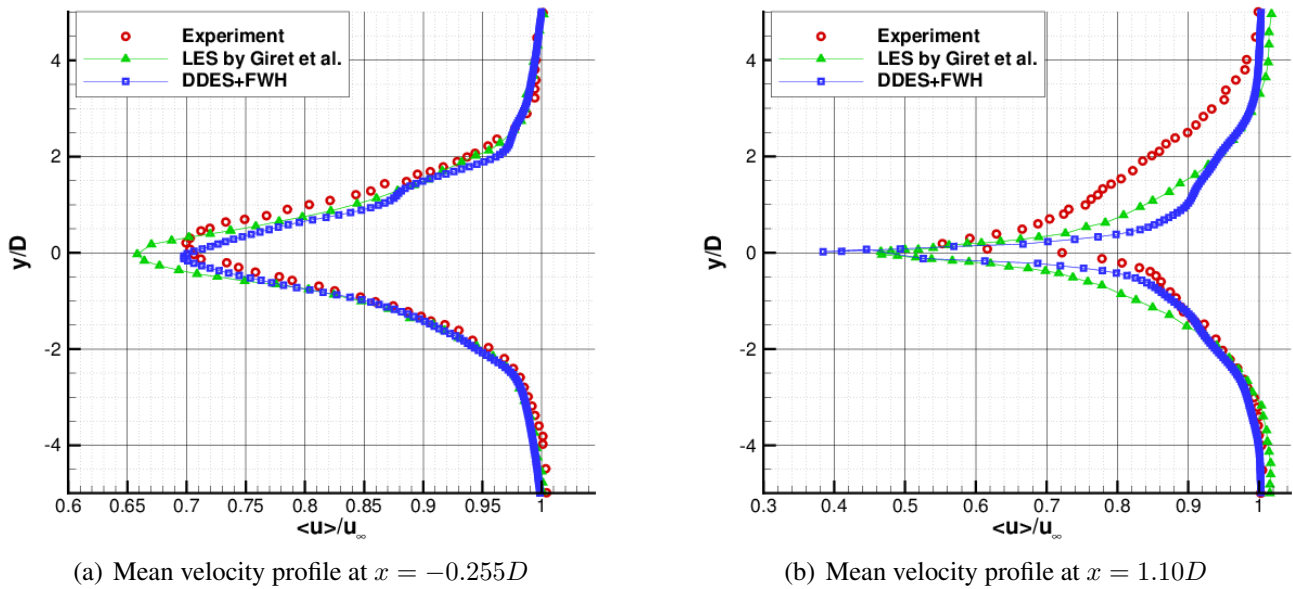 Experiment
LES by Giret et al.
DDES+FWH
y/D
4
2
0
-2
-4
0.6 0.65 0.7 0.75 0.8 0.85 0.9 0.95 1
<u>/u∞
(a) Mean velocity profile at x = −0.255D
Experiment
LES by Giret et al.
DDES+FWH
y/D
4
2
0
-2
-4
0.3 0.4 0.5 0.6 0.7 0.8 0.9 1
<u>/u∞
(b) Mean velocity profile at x = 1.10D